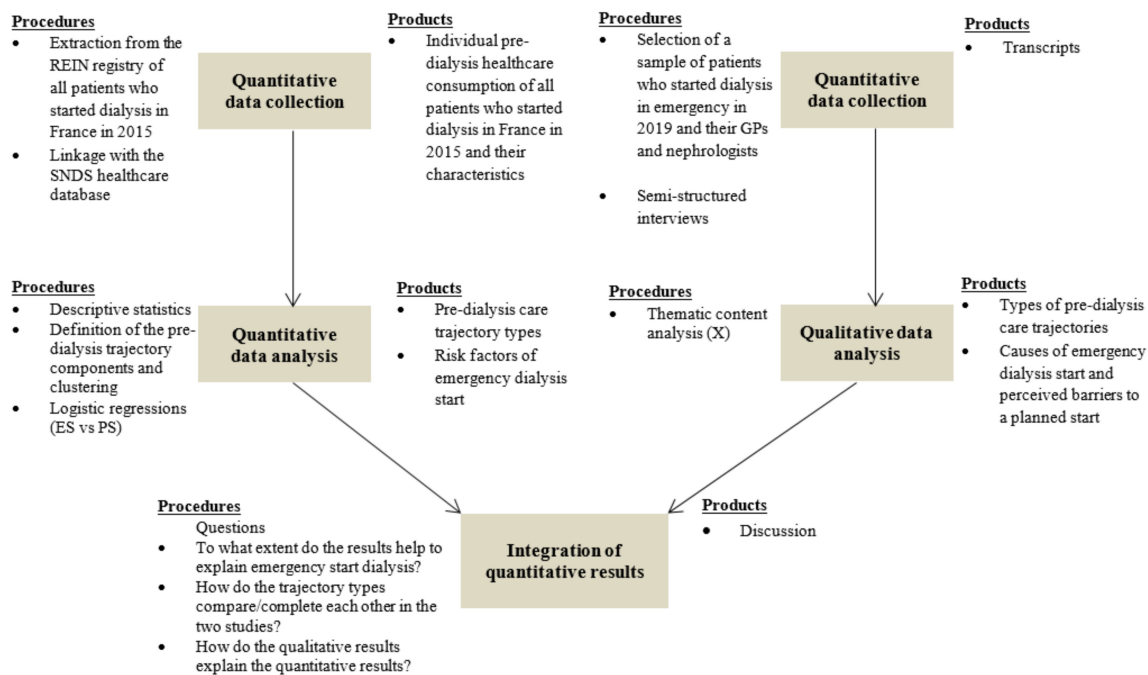 Procedures
• Extraction from the
REIN registry of
all patients who
started dialysis in
France in 2015
• Linkage with the
SNDS healthcare
database
Quantitative
data collection
Products
• Individual pre-
dialysis healthcare
consumption of all
patients who started
dialysis in France in
2015 and their
characteristics
Procedures
• Selection of a
sample of patients
who started dialysis
in emergency in
2019 and their GPs
and nephrologists
• Semi-structured
interviews
Quantitative
data collection
Products
• Transcripts
Procedures
• Descriptive statistics
• Definition of the pre-
dialysis trajectory
components and
clustering
• Logistic regressions
(ES vs PS)
Quantitative
data analysis
Products
• Pre-dialysis care
trajectory types
• Risk factors of
emergency dialysis
start
Procedures
• Thematic content
analysis (X)
Qualitative data
analysis
Products
• Types of pre-dialysis
care trajectories
• Causes of emergency
dialysis start and
perceived barriers to
a planned start
Procedures
Questions
• To what extent do the results help to
explain emergency start dialysis?
• How do the trajectory types
compare/complete each other in the
two studies?
• How do the qualitative results
explain the quantitative results?
Integration of
quantitative results
Products
• Discussion